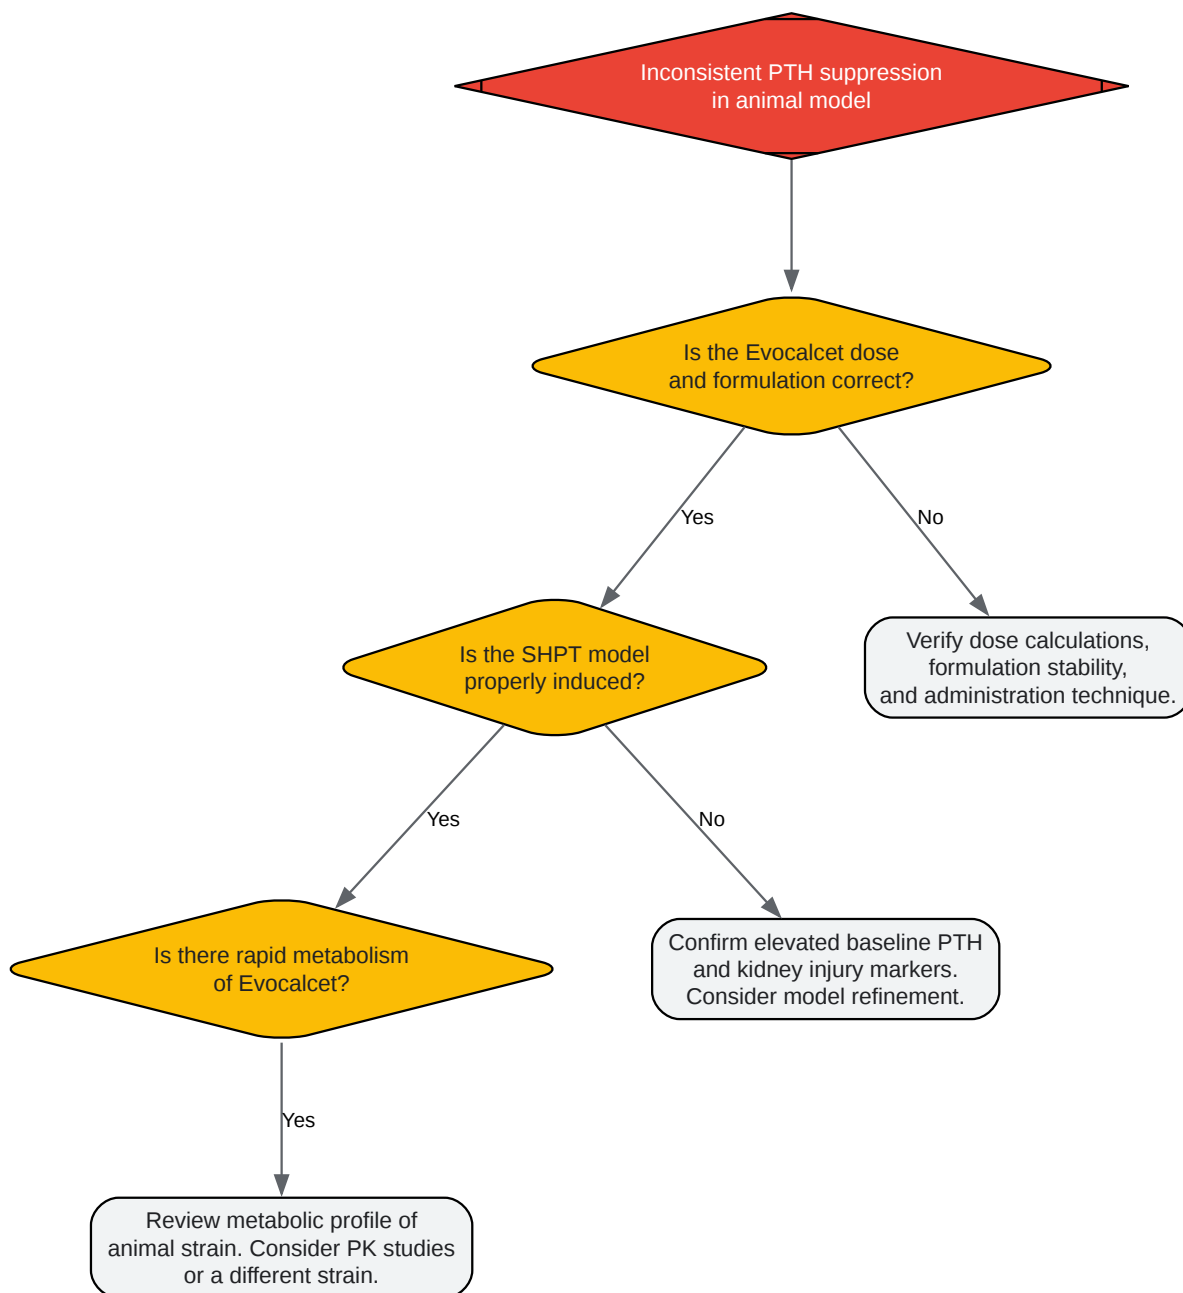 Inconsistent PTH suppression
in animal model
Is the Evocalcet dose
and formulation correct?
Yes
No
Is the SHPT model
properly induced?
Verify dose calculations,
formulation stability,
and administration technique.
Yes
No
Is there rapid metabolism
of Evocalcet?
Confirm elevated baseline PTH
and kidney injury markers.
Consider model refinement.
Yes
Review metabolic profile of
animal strain. Consider PK studies
or a different strain.